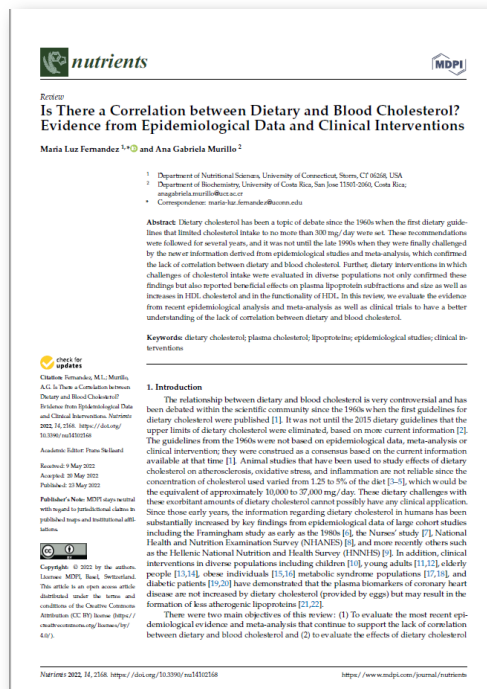 nutrients
MDPI
Review
Is There a Correlation between Dietary and Blood Cholesterol?
Evidence from Epidemiological Data and Clinical Interventions
Maria Luz Fernandez 1,* and Ana Gabriela Murillo 2
1 Department of Nutritional Sciences, University of Connecticut, Storrs, CT 06268, USA
2 Department of Biochemistry, University of Costa Rica, San Jose 11501-2060, Costa Rica;
anagabriela.murillo@ucr.ac.cr
* Correspondence: maria-luz.fernandez@uconn.edu
Abstract: Dietary cholesterol has been a topic of debate since the 1960s when the first dietary guide-
lines that limited cholesterol intake to no more than 300 mg/day were set. These recommendations
were followed for several years, and it was not until the late 1990s when they were finally challenged
by the newer information derived from epidemiological studies and meta-analysis, which confirmed
the lack of correlation between dietary and blood cholesterol. Further, dietary interventions in which
challenges of cholesterol intake were evaluated in diverse populations not only confirmed these
findings but also reported beneficial effects on plasma lipoprotein subfractions and size as well as
increases in HDL cholesterol and in the functionality of HDL. In this review, we evaluate the evidence
from recent epidemiological analysis and meta-analysis as well as clinical trials to have a better
understanding of the lack of correlation between dietary and blood cholesterol.
Keywords: dietary cholesterol; plasma cholesterol; lipoproteins; epidemiological studies; clinical in-
terventions
check for
updates
Citation: Fernandez, M.L.; Murillo,
A.G. Is There a Correlation between
Dietary and Blood Cholesterol?
Evidence from Epidemiological Data
and Clinical Interventions. Nutrients
2022, 14, 2168. https://doi.org/
10.3390/nu14102168
Academic Editor: Frans Stellaard
Received: 9 May 2022
Accepted: 20 May 2022
Published: 23 May 2022
Publisher's Note: MDPI stays neutral
with regard to jurisdictional claims in
published maps and institutional affil-
iations.
Copyright: © 2022 by the authors.
Licensee MDPI, Basel, Switzerland.
This article is an open access article
distributed under the terms and
conditions of the Creative Commons
Attribution (CC BY) license (https://
creativecommons.org/licenses/by/
4.0/).
1. Introduction
The relationship between dietary and blood cholesterol is very controversial and has
been debated within the scientific community since the 1960s when the first guidelines for
dietary cholesterol were published [1]. It was not until the 2015 dietary guidelines that the
upper limits of dietary cholesterol were eliminated, based on more current information [2].
The guidelines from the 1960s were not based on epidemiological data, meta-analysis or
clinical intervention; they were construed as a consensus based on the current information
available at that time [1]. Animal studies that have been used to study effects of dietary
cholesterol on atherosclerosis, oxidative stress, and inflammation are not reliable since the
concentration of cholesterol used varied from 1.25 to 5% of the diet [3–5], which would be
the equivalent of approximately 10,000 to 37,000 mg/day. These dietary challenges with
these exorbitant amounts of dietary cholesterol cannot possibly have any clinical application.
Since those early years, the information regarding dietary cholesterol in humans has been
substantially increased by key findings from epidemiological data of large cohort studies
including the Framingham study as early as the 1980s [6], the Nurses' study [7], National
Health and Nutrition Examination Survey (NHANES) [8], and more recently others such
as the Hellenic National Nutrition and Health Survey (HNNHS) [9]. In addition, clinical
interventions in diverse populations including children [10], young adults [11,12], elderly
people [13,14], obese individuals [15,16] metabolic syndrome populations [17,18], and
diabetic patients [19,20] have demonstrated that the plasma biomarkers of coronary heart
disease are not increased by dietary cholesterol (provided by eggs) but may result in the
formation of less atherogenic lipoproteins [21,22].
There were two main objectives of this review: (1) To evaluate the most recent epi-
demiological evidence and meta-analysis that continue to support the lack of correlation
between dietary and blood cholesterol and (2) to evaluate the effects of dietary cholesterol
Nutrients 2022, 14, 2168. https://doi.org/10.3390/nu14102168
https://www.mdpi.com/journal/nutrients